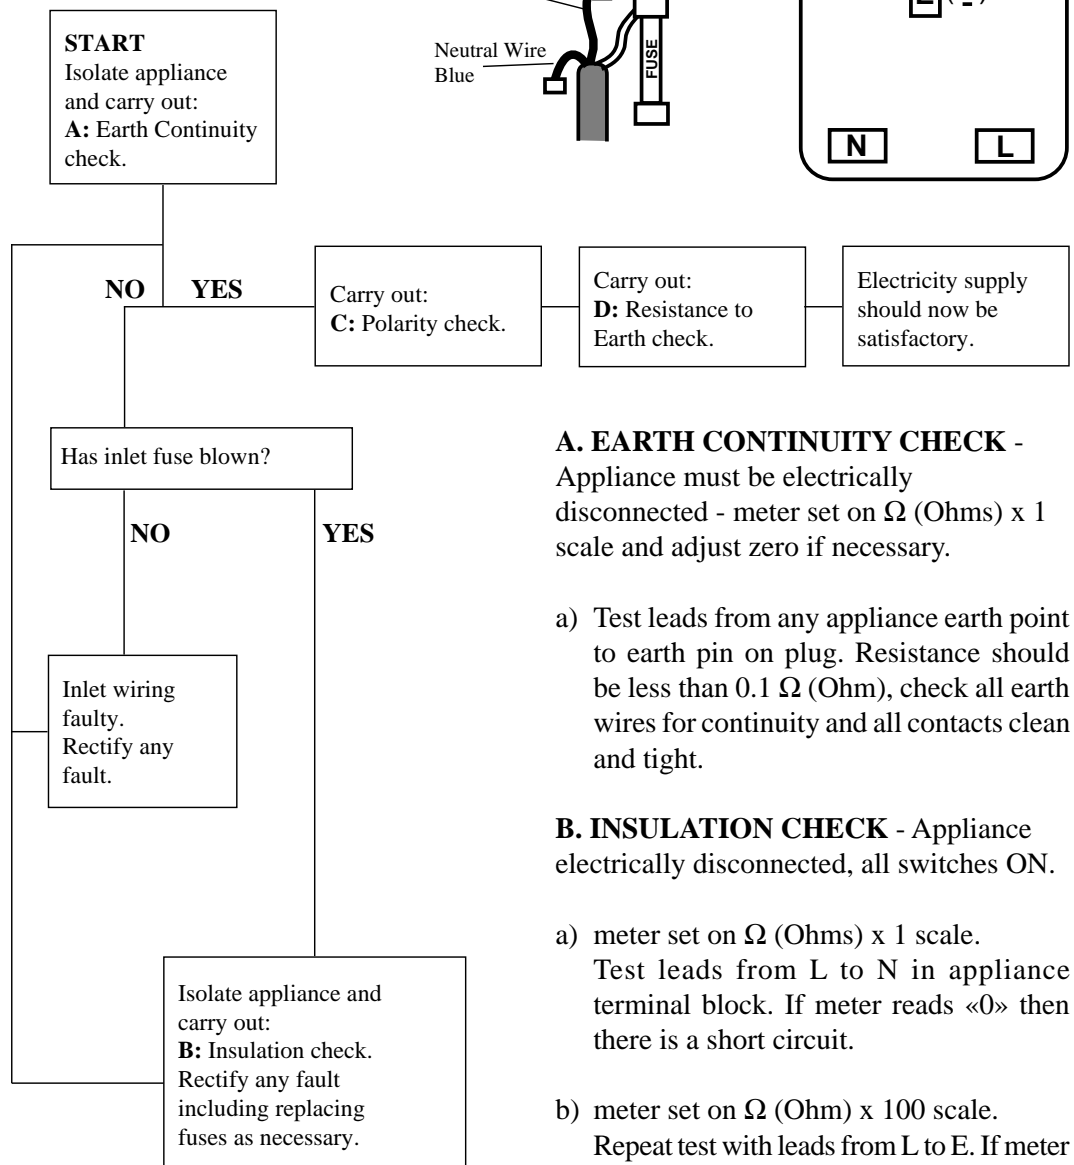 START
Isolate appliance
and carry out:
A: Earth Continuity
check.
Neutral Wire
Blue
FUSE
N
L
NO
YES
Carry out:
C: Polarity check.
Carry out:
D: Resistance to
Earth check.
Electricity supply
should now be
satisfactory.
Has inlet fuse blown?
NO
YES
Inlet wiring
faulty.
Rectify any
fault.
Isolate appliance and
carry out:
B: Insulation check.
Rectify any fault
including replacing
fuses as necessary.
A. EARTH CONTINUITY CHECK -
Appliance must be electrically
disconnected - meter set on Ω (Ohms) x 1
scale and adjust zero if necessary.
a) Test leads from any appliance earth point
to earth pin on plug. Resistance should
be less than 0.1 Ω (Ohm), check all earth
wires for continuity and all contacts clean
and tight.
B. INSULATION CHECK - Appliance
electrically disconnected, all switches ON.
a) meter set on Ω (Ohms) x 1 scale.
Test leads from L to N in appliance
terminal block. If meter reads «0» then
there is a short circuit.
b) meter set on Ω (Ohm) x 100 scale.
Repeat test with leads from L to E. If meter